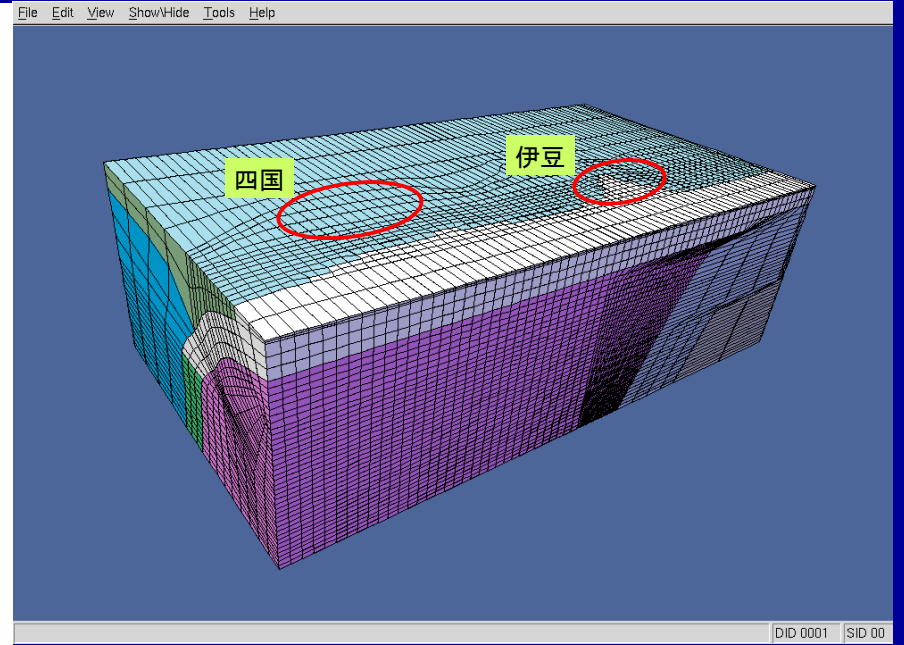 File Edit View Show\Hide Tools Help
伊豆
四国
DID 0001 SID 00